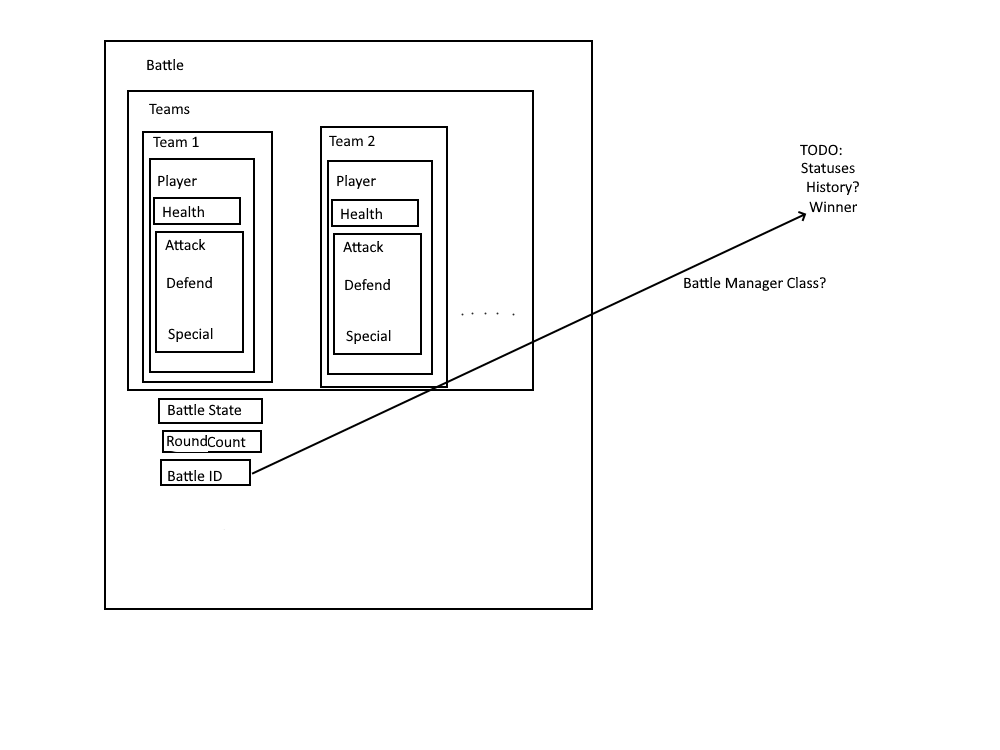 Battle
Teams
Team 1
Player
Health
Attack
Defend
Special
Team 2
Player
Health
Attack
Defend
Special
. . . . .
Battle State
RoundCount
Battle ID
TODO:
Statuses
History?
Winner
Battle Manager Class?